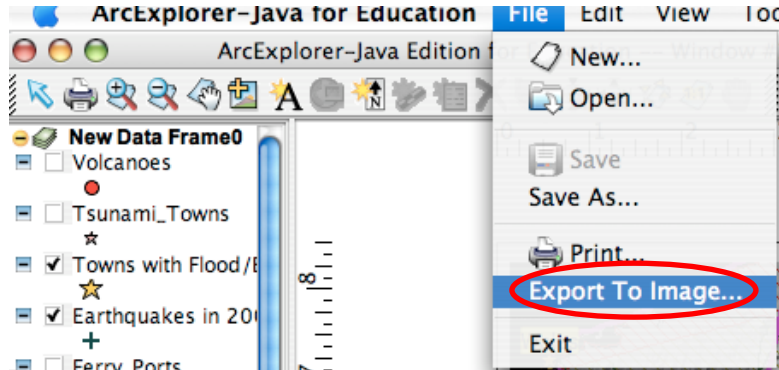 ArcExplorer-Java for Education File Edit View
ArcExplorer-Java Edition
New...
Open...
Save
Save As...
Print...
Export To Image...
Exit
New Data Frame0
Volcanoes
Tsunami_Towns
Towns with Flood/
Earthquakes in
Ferry Ports
8